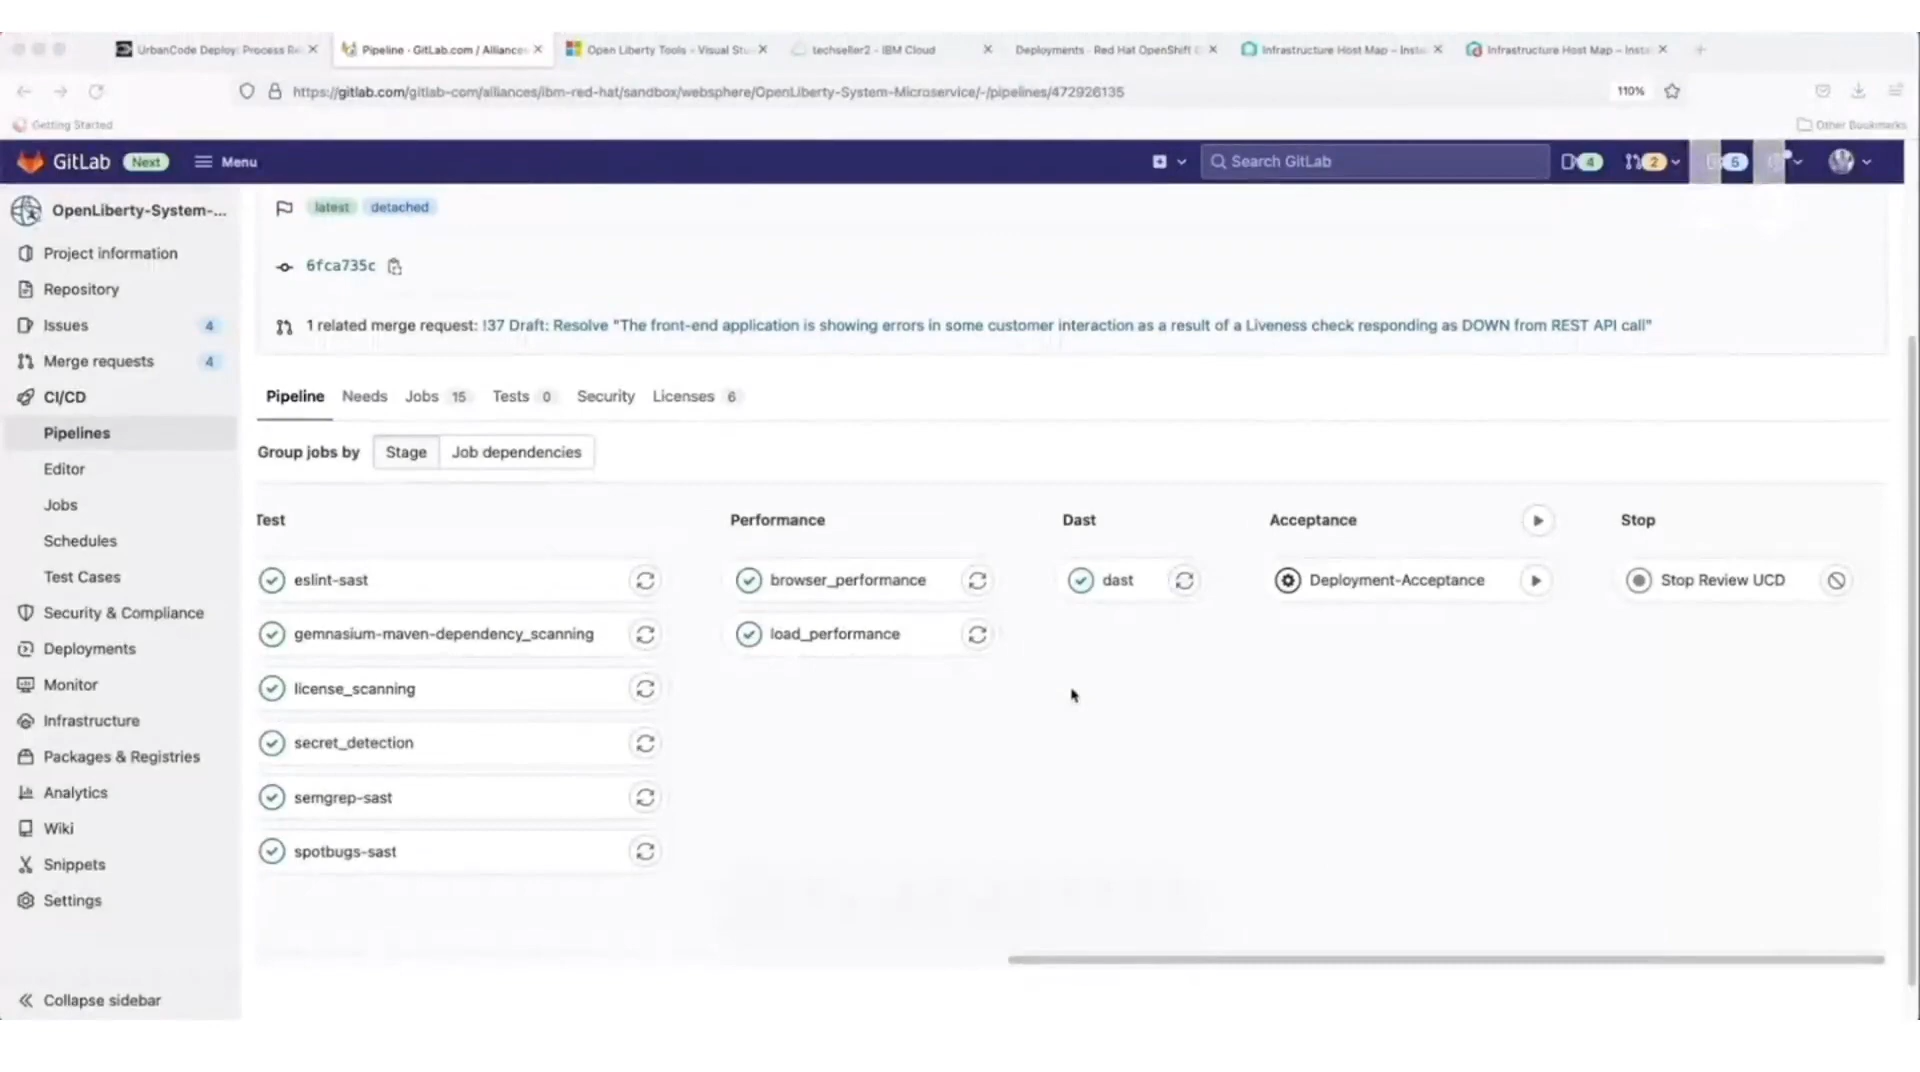 UrbanCode Deploy: Process Re
Pipeline · GitLab.com / Alliances
Open Liberty Tools - Visual Stu
techseller2 - IBM Cloud
Deployments · Red Hat OpenShift
Infrastructure Host Map – Insta
Infrastructure Host Map – Insta
https://gitlab.com/gitlab-com/alliances/ibm-red-hat/sandbox/websphere/OpenLiberty-System-Microservice/-/pipelines/472926135
110%
Getting Started
Other Bookmarks
GitLab Next Menu
Search GitLab
4
2
5
OpenLiberty-System-...
Project information
Repository
Issues 4
Merge requests 4
CI/CD
Pipelines
Editor
Jobs
Schedules
Test Cases
Security & Compliance
Deployments
Monitor
Infrastructure
Packages & Registries
Analytics
Wiki
Snippets
Settings
Collapse sidebar
latest detached
6fca735c
1 related merge request: !37 Draft: Resolve "The front-end application is showing errors in some customer interaction as a result of a Liveness check responding as DOWN from REST API call"
Pipeline Needs Jobs 15 Tests 0 Security Licenses 6
Group jobs by Stage Job dependencies
Test
eslint-sast
gemnasium-maven-dependency_scanning
license_scanning
secret_detection
semgrep-sast
spotbugs-sast
Performance
browser_performance
load_performance
Dast
dast
Acceptance
Deployment-Acceptance
Stop
Stop Review UCD